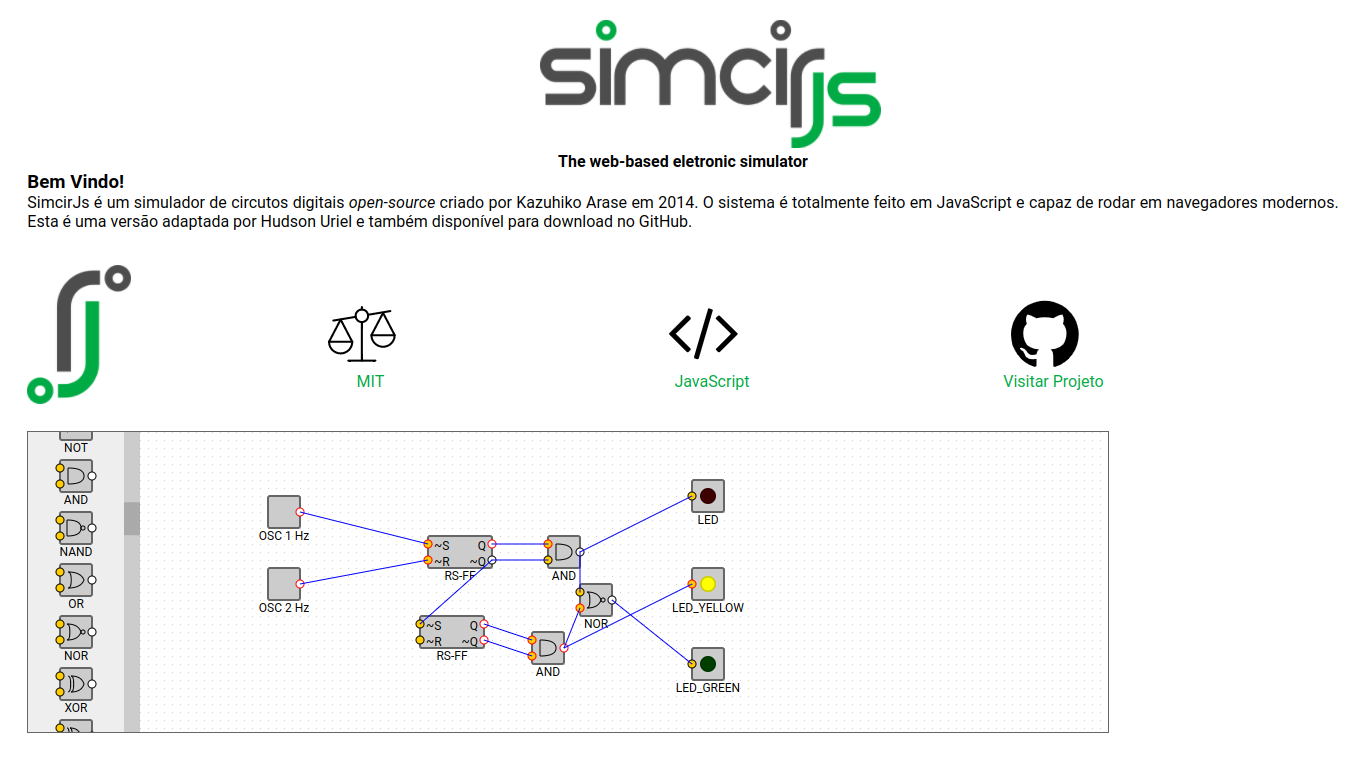 simcirjs
The web-based eletronic simulator
Bem Vindo!
SimcirJs é um simulador de circutos digitais open-source criado por Kazuhiko Arase em 2014. O sistema é totalmente feito em JavaScript e capaz de rodar em navegadores modernos.
Esta é uma versão adaptada por Hudson Uriel e também disponível para download no GitHub.
MIT
JavaScript
Visitar Projeto
NOT
AND
NAND
OR
NOR
XOR
OSC 1 Hz
OSC 2 Hz
~S Q
~R ~Q
RS-FF
AND
LED
LED_YELLOW
NOR
~S Q
~R ~Q
RS-FF
AND
LED_GREEN